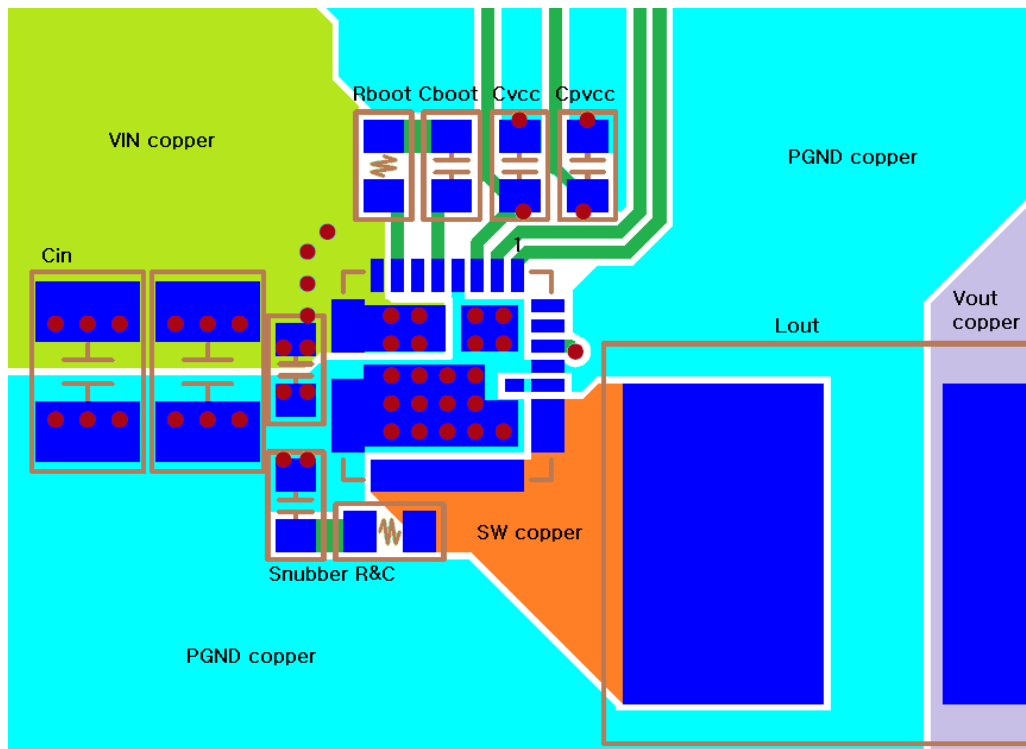 Rboot Cboot Cvcc Cpvcc
VIN copper
PGND copper
1
Cin
Vout
copper
Lout
SW copper
Snubber R&C
PGND copper